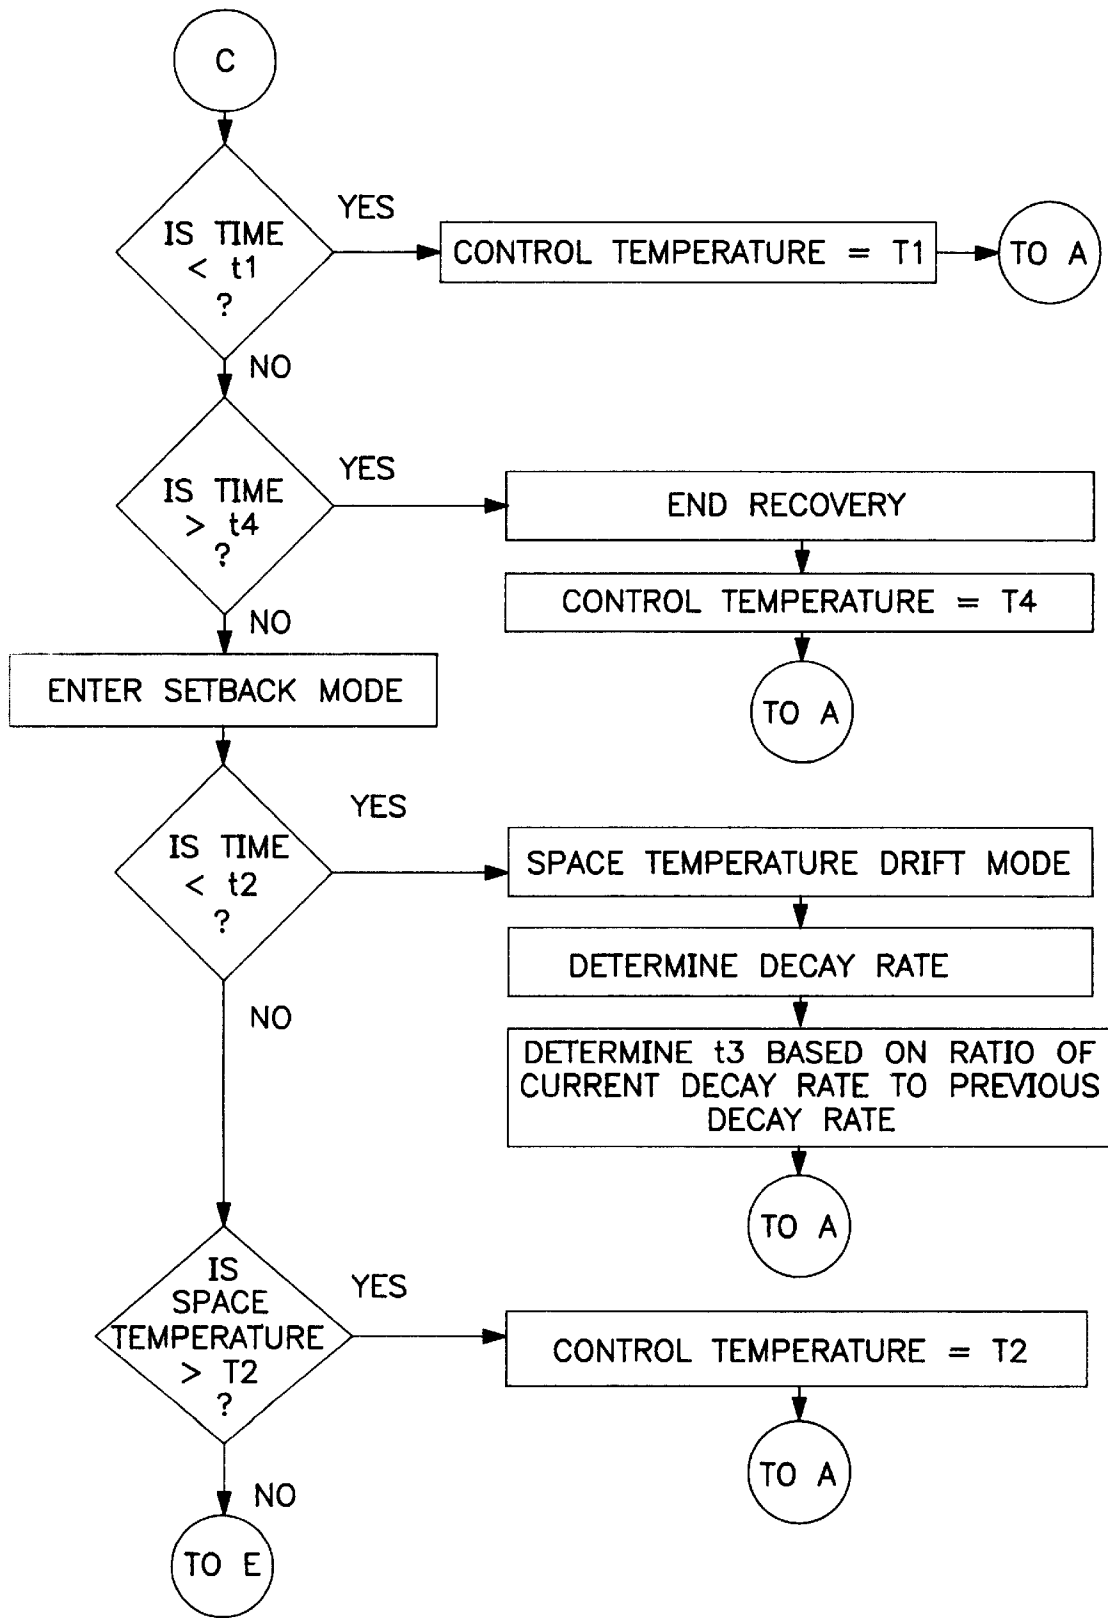 C
IS TIME
< t1
?
YES
CONTROL TEMPERATURE = T1
TO A
NO
IS TIME
> t4
?
YES
END RECOVERY
CONTROL TEMPERATURE = T4
TO A
NO
ENTER SETBACK MODE
IS TIME
< t2
?
YES
SPACE TEMPERATURE DRIFT MODE
DETERMINE DECAY RATE
DETERMINE t3 BASED ON RATIO OF
CURRENT DECAY RATE TO PREVIOUS
DECAY RATE
TO A
NO
IS
SPACE
TEMPERATURE
> T2
?
YES
CONTROL TEMPERATURE = T2
TO A
NO
TO E